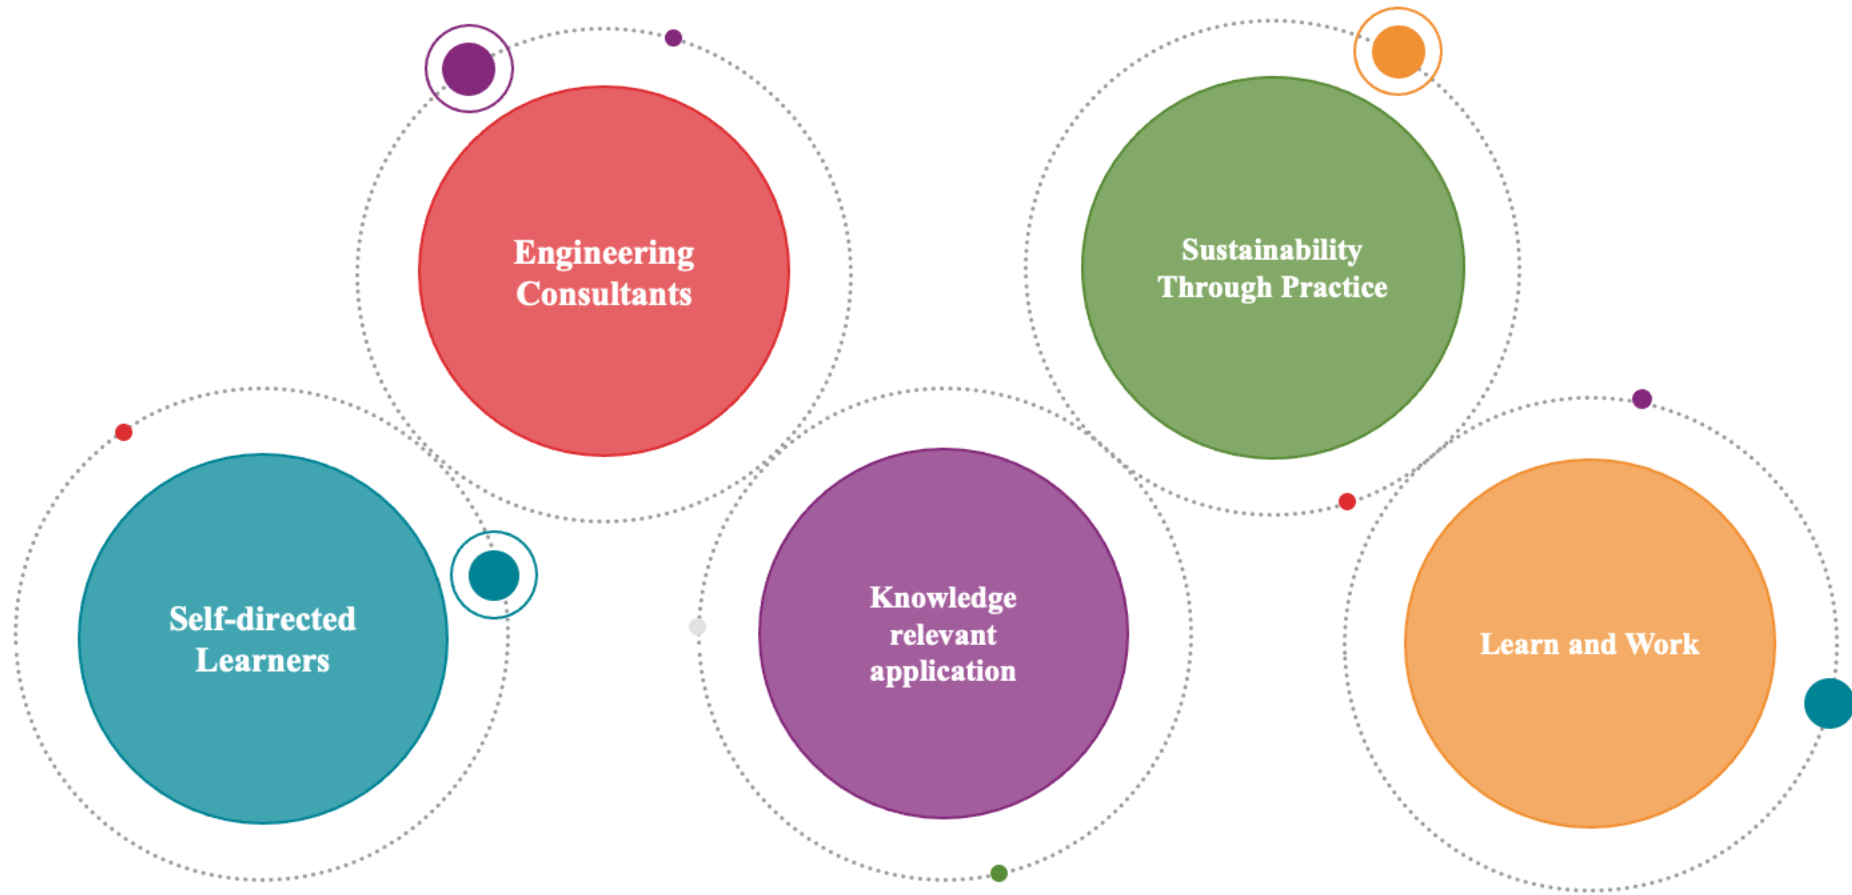 Engineering
Consultants
Sustainability
Through Practice
Self-directed
Learners
Knowledge
relevant
application
Learn and Work